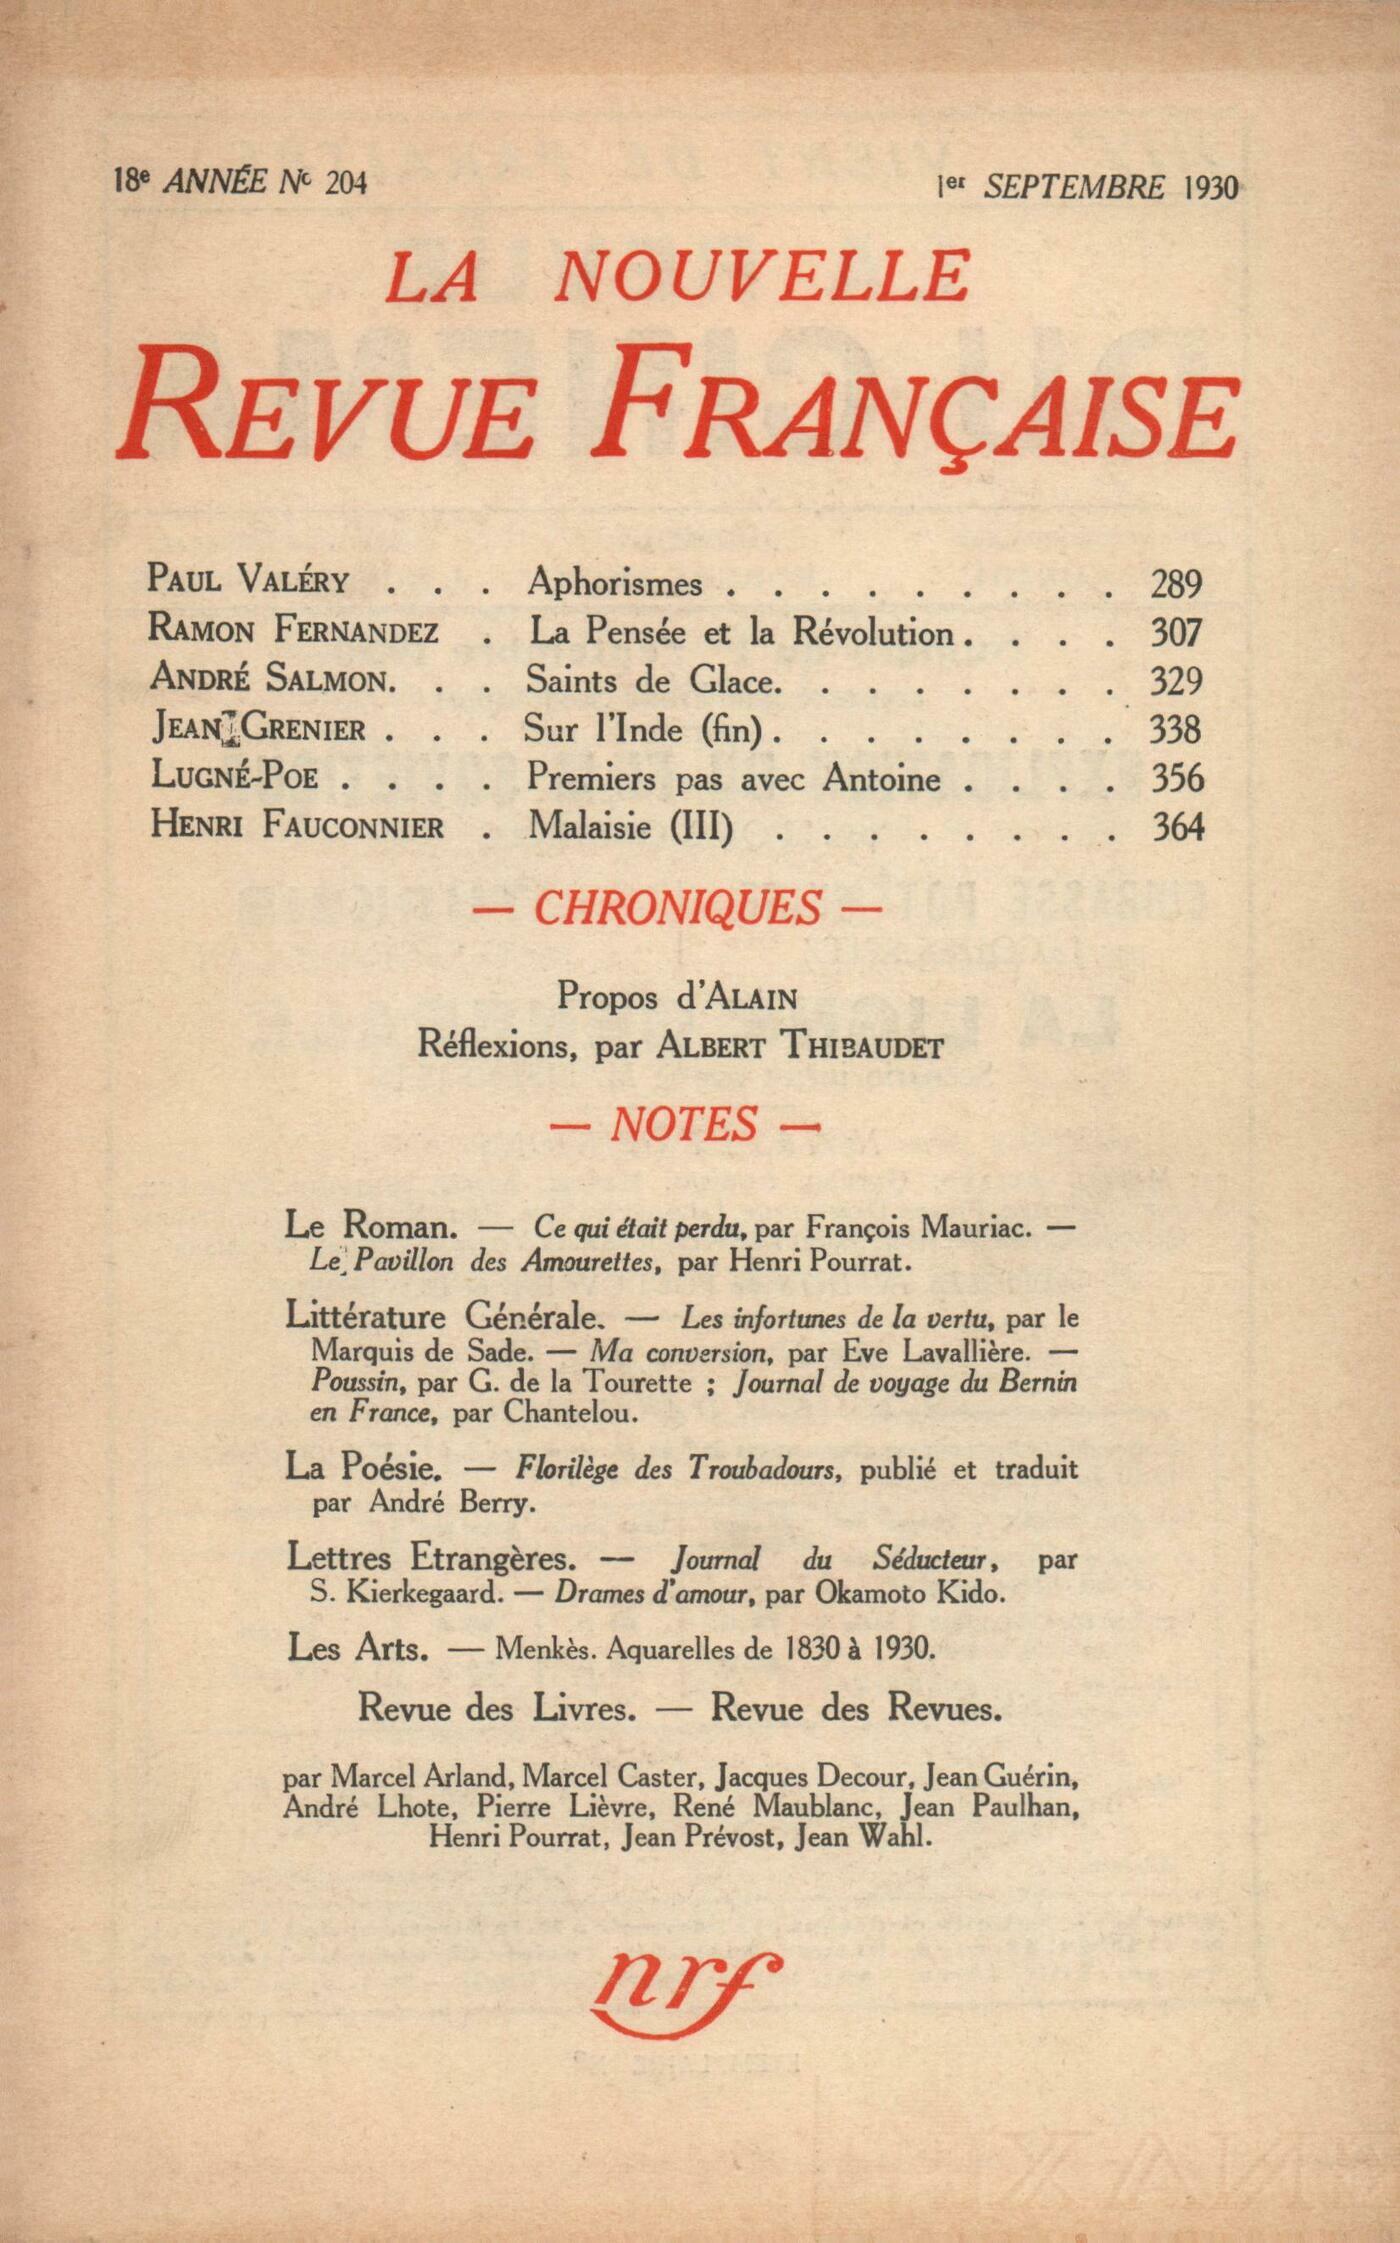 18e ANNÉE No 204
1er SEPTEMBRE 1930
LA NOUVELLE
REVUE FRANÇAISE
PAUL VALÉRY . . . Aphorismes . . . . . . . . . 289
RAMON FERNANDEZ . La Pensée et la Révolution. . . . 307
ANDRÉ SALMON. . . Saints de Glace. . . . . . . . 329
JEAN GRENIER . . . Sur l'Inde (fin). . . . . . . . 338
LUGNÉ-POE . . . . Premiers pas avec Antoine . . . . 356
HENRI FAUCONNIER . Malaisie (III) . . . . . . . . 364
— CHRONIQUES —
Propos d'ALAIN
Réflexions, par ALBERT THIBAUDET
— NOTES —
Le Roman. — Ce qui était perdu, par François Mauriac. —
Le Pavillon des Amourettes, par Henri Pourrat.
Littérature Générale. — Les infortunes de la vertu, par le
Marquis de Sade. — Ma conversion, par Eve Lavallière. —
Poussin, par G. de la Tourette ; Journal de voyage du Bernin
en France, par Chantelou.
La Poésie. — Florilège des Troubadours, publié et traduit
par André Berry.
Lettres Etrangères. — Journal du Séducteur, par
S. Kierkegaard. — Drames d'amour, par Okamoto Kido.
Les Arts. — Menkès. Aquarelles de 1830 à 1930.
Revue des Livres. — Revue des Revues.
par Marcel Arland, Marcel Caster, Jacques Decour, Jean Guérin,
André Lhote, Pierre Lièvre, René Maublanc, Jean Paulhan,
Henri Pourrat, Jean Prévost, Jean Wahl.
nrf